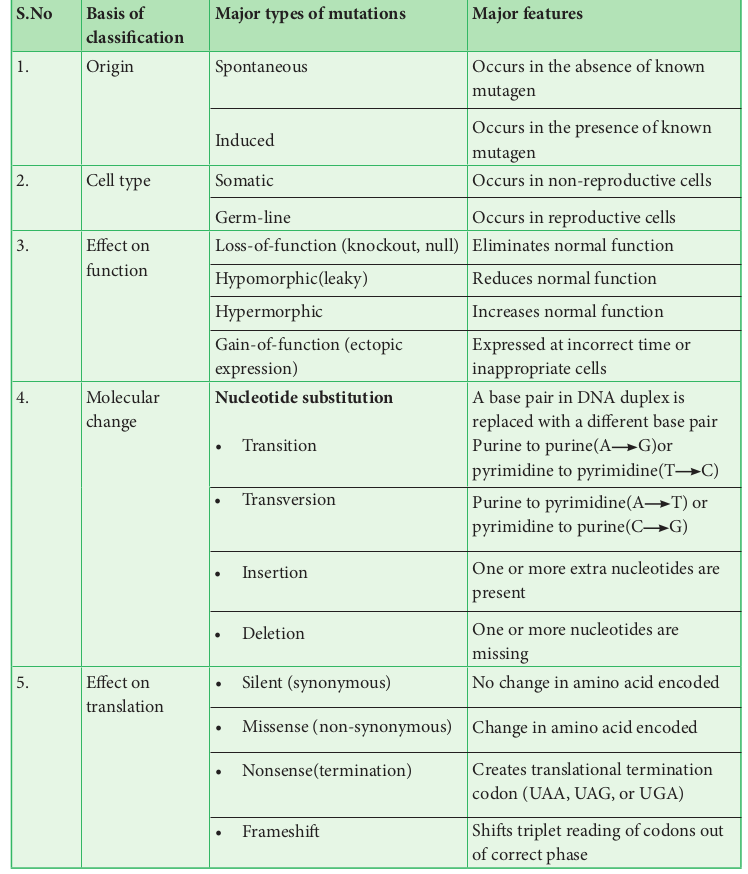 S.No
Basis of
classification
Major types of mutations
Major features
1.
Origin
Spontaneous
Occurs in the absence of known
mutagen
Induced
Occurs in the presence of known
mutagen
2.
Cell type
Somatic
Occurs in non-reproductive cells
Germ-line
Occurs in reproductive cells
3.
Effect on
function
Loss-of-function (knockout, null)
Eliminates normal function
Hypomorphic(leaky)
Reduces normal function
Hypermorphic
Increases normal function
Gain-of-function (ectopic
expression)
Expressed at incorrect time or
inappropriate cells
4.
Molecular
change
Nucleotide substitution
• Transition
A base pair in DNA duplex is
replaced with a different base pair
Purine to purine(A→G)or
pyrimidine to pyrimidine(T→C)
• Transversion
Purine to pyrimidine(A→T) or
pyrimidine to purine(C→G)
• Insertion
One or more extra nucleotides are
present
• Deletion
One or more nucleotides are
missing
5.
Effect on
translation
• Silent (synonymous)
No change in amino acid encoded
• Missense (non-synonymous)
Change in amino acid encoded
• Nonsense(termination)
Creates translational termination
codon (UAA, UAG, or UGA)
• Frameshift
Shifts triplet reading of codons out
of correct phase